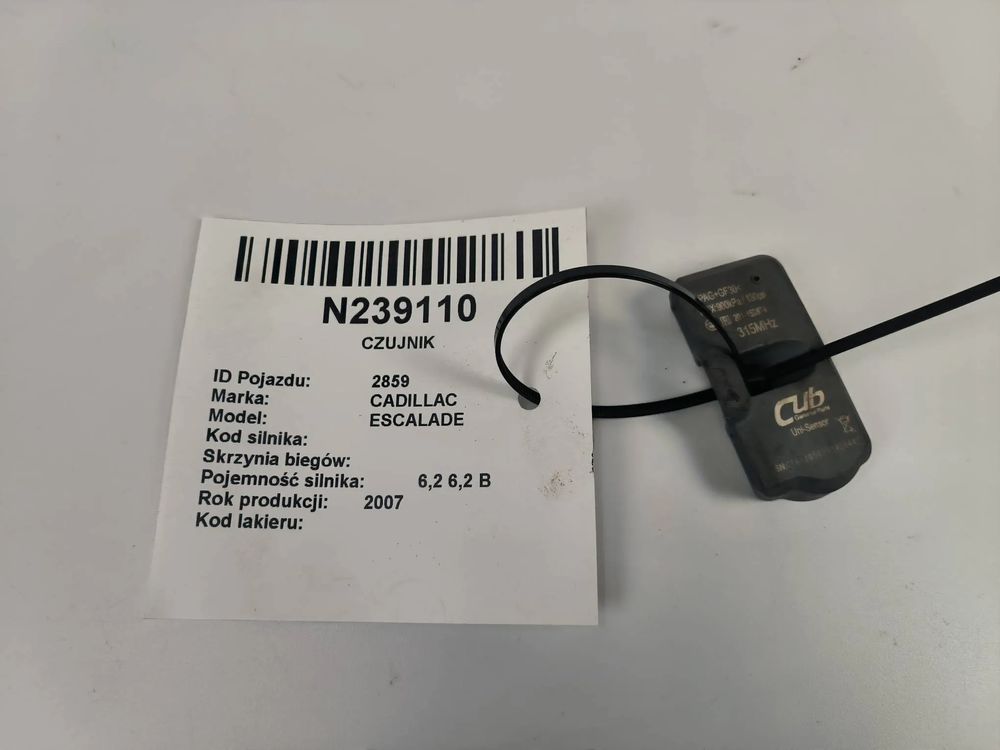 N239110
CZUJNIK
ID Pojazdu: 2859
Marka: CADILLAC
Model: ESCALADE
Kod silnika:
Skrzynia biegów:
Pojemność silnika: 6,2 6,2 B
Rok produkcji: 2007
Kod lakieru:
315MHz
Cub
Uni-Sensor